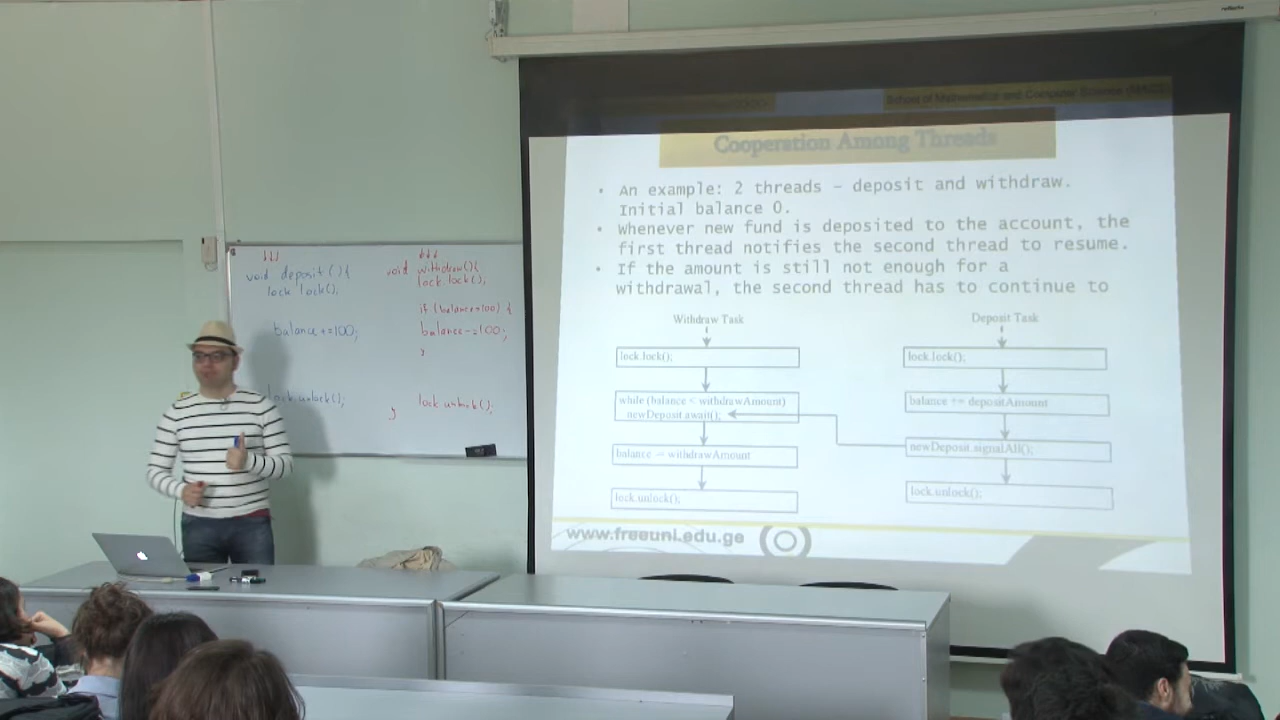 School of Mathematics and Computer Science
Cooperation Among Threads
• An example: 2 threads – deposit and withdraw.
Initial balance 0.
• Whenever new fund is deposited to the account, the
first thread notifies the second thread to resume.
• If the amount is still not enough for a
withdrawal, the second thread has to continue to
Withdraw Task
lock.lock();
while (balance < withdrawAmount)
newDeposit.await();
balance -= withdrawAmount
lock.unlock();
Deposit Task
lock.lock();
balance += depositAmount
newDeposit.signalAll();
lock.unlock();
www.freeuni.edu.ge
void deposit(){
lock lock();
balance+=100;
lock.unlock();
void withdraw(){
lock.lock();
if (balance>=100) {
balance-=100;
}
lock.unlock();
}